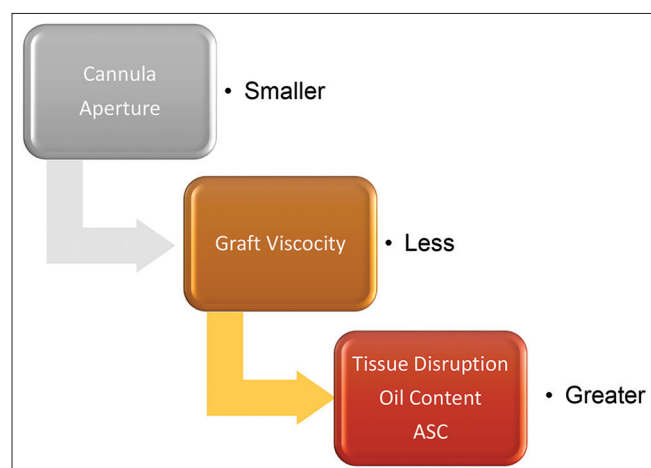 Cannula
Aperture
• Smaller
Graft Viscocity
• Less
Tissue Disruption
Oil Content
ASC
• Greater